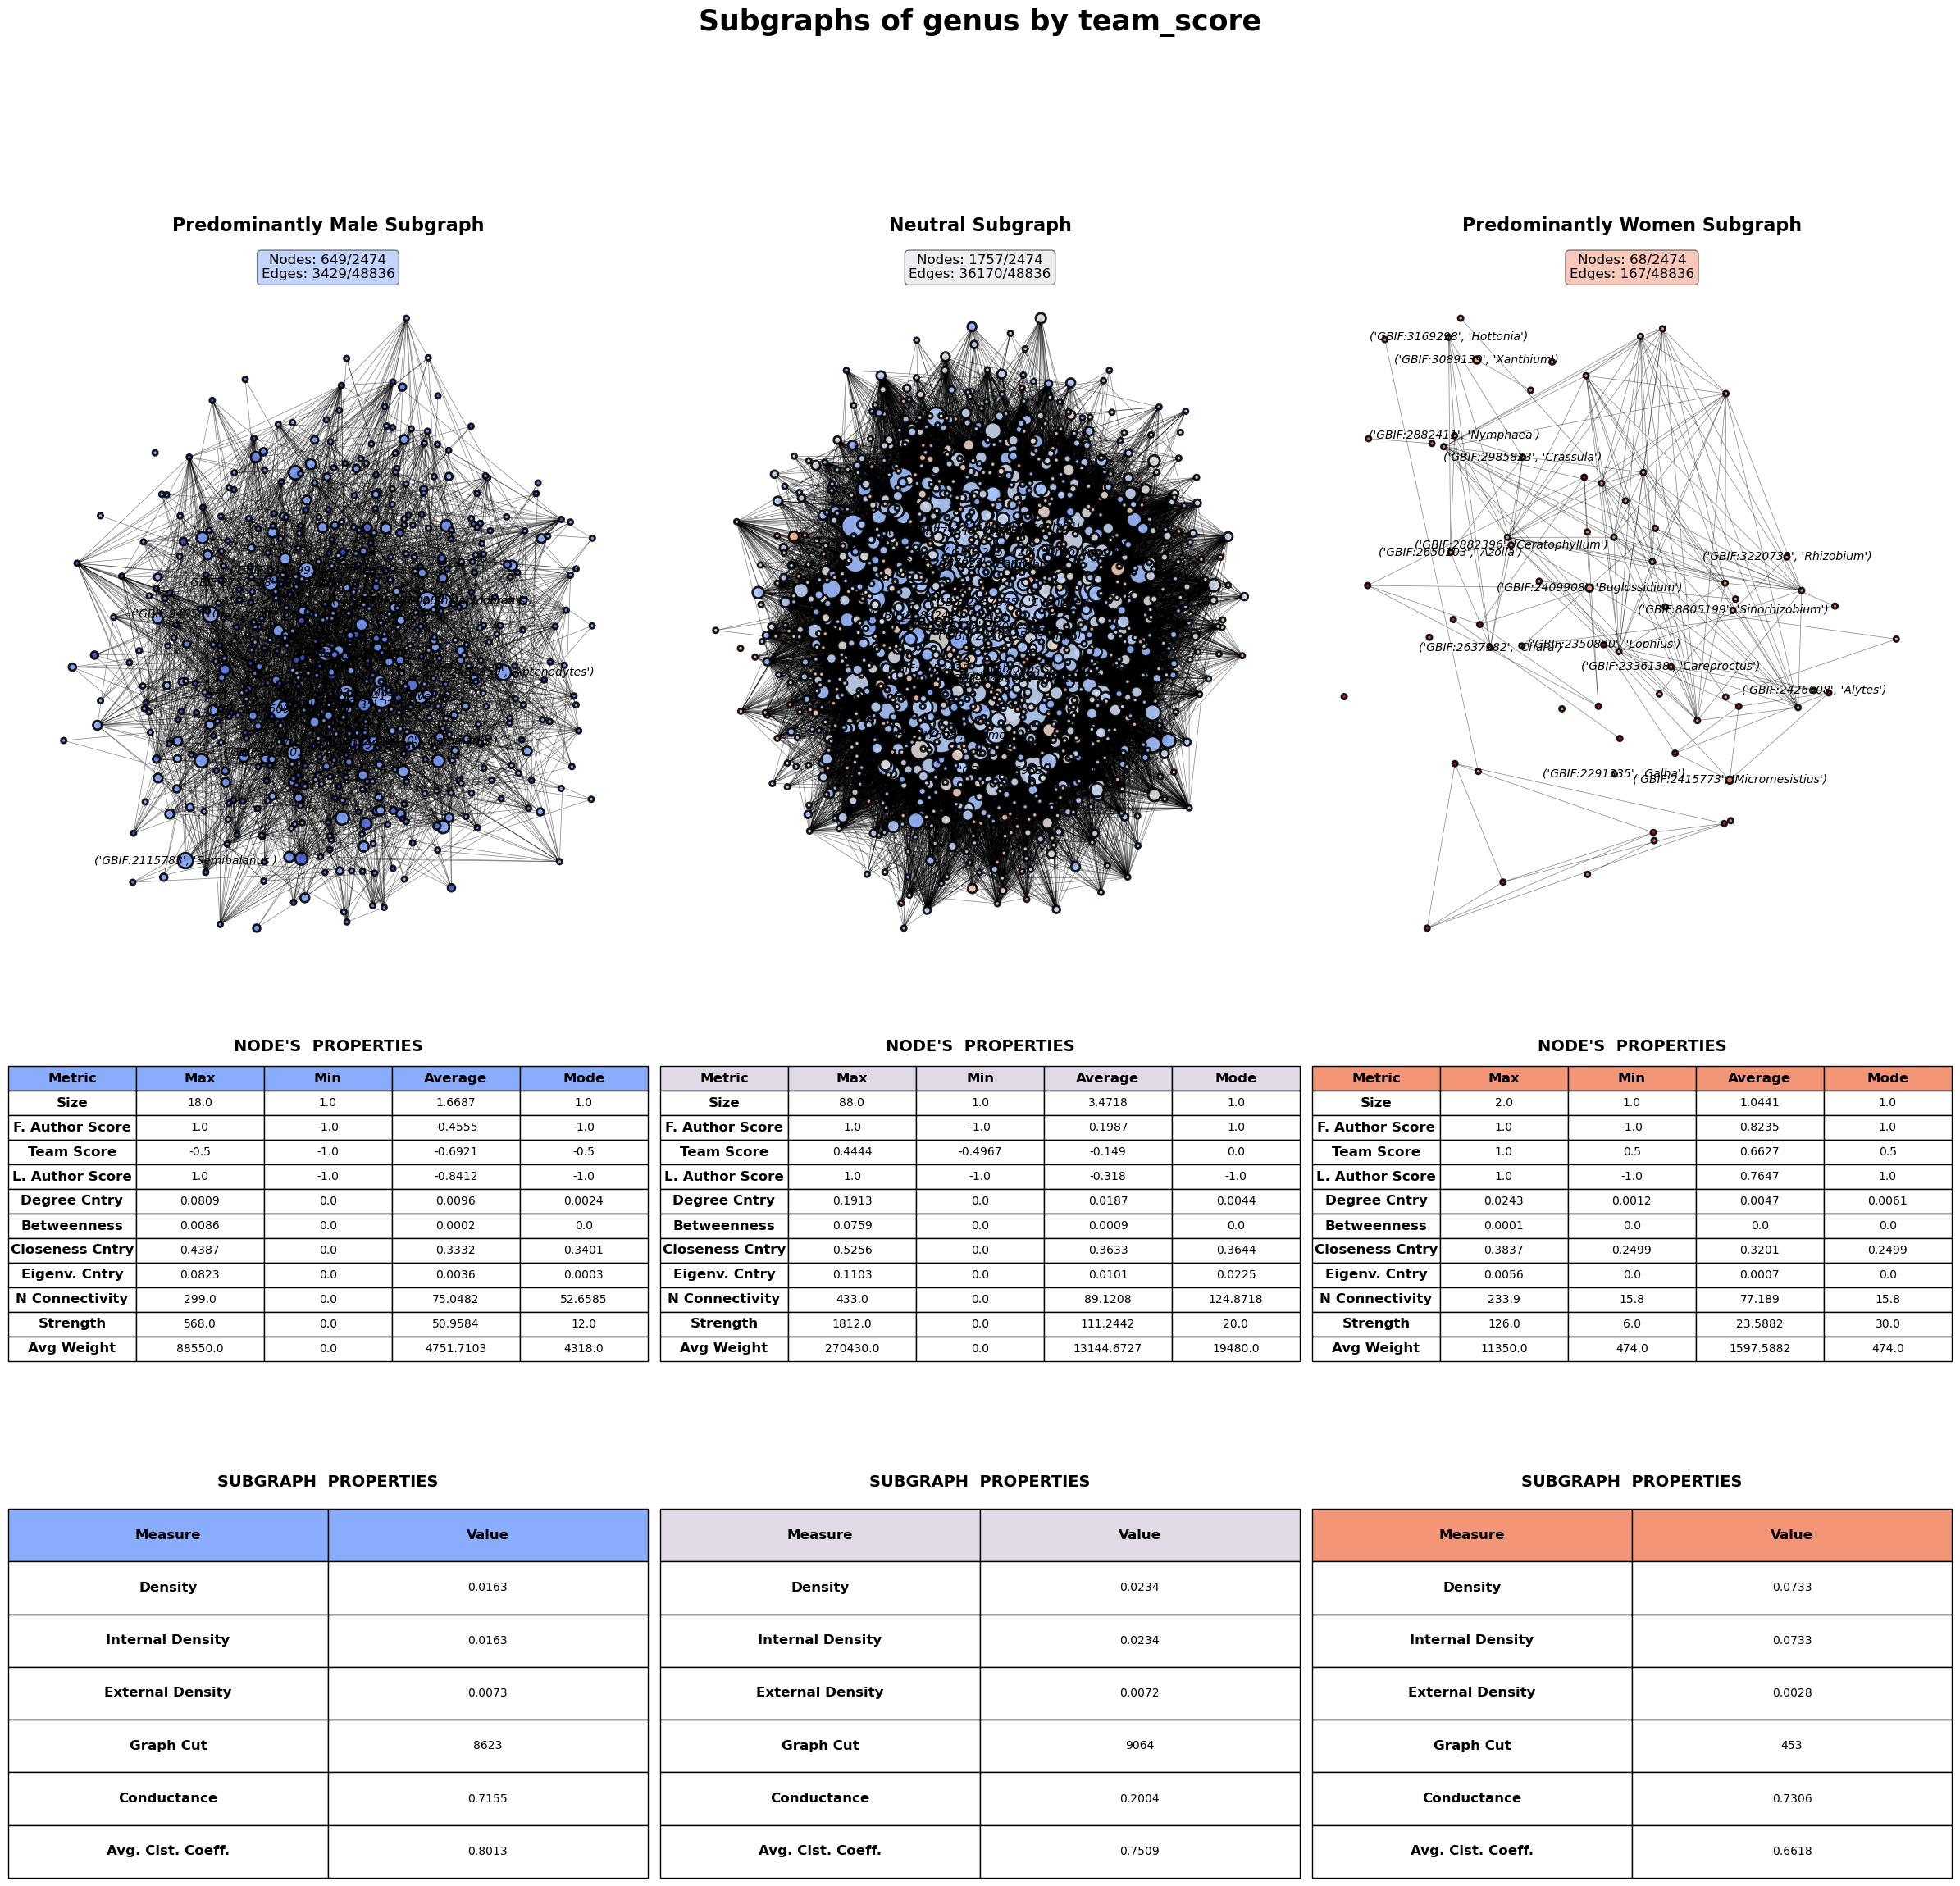 Subgraphs of genus by team_score
Predominantly Male Subgraph
Nodes: 649/2474
Edges: 3429/48836
('GBIF:2115783', 'Semibalanus')
Neutral Subgraph
Nodes: 1757/2474
Edges: 36170/48836
Predominantly Women Subgraph
Nodes: 68/2474
Edges: 167/48836
'Hottonia')
'Xanthium')
'Nymphaea')
'Crassula')
'Ceratophyllum')
'Azolla')
'Rhizobium')
'Buglossidium')
('GBIF:8805199', 'Sinorhizobium')
'Lophius')
'Chara')
('GBIF:2336138', 'Careproctus')
'Alytes')
'Galba')
('GBIF:2415773', 'Micromesistius')
NODE'S PROPERTIES
Metric Max Min Average Mode
Size 18.0 1.0 1.6687 1.0
F. Author Score 1.0 -1.0 -0.4555 -1.0
Team Score -0.5 -1.0 -0.6921 -0.5
L. Author Score 1.0 -1.0 -0.8412 -1.0
Degree Cntry 0.0809 0.0 0.0096 0.0024
Betweenness 0.0086 0.0 0.0002 0.0
Closeness Cntry 0.4387 0.0 0.3332 0.3401
Eigenv. Cntry 0.0823 0.0 0.0036 0.0003
N Connectivity 299.0 0.0 75.0482 52.6585
Strength 568.0 0.0 50.9584 12.0
Avg Weight 88550.0 0.0 4751.7103 4318.0
NODE'S PROPERTIES
Metric Max Min Average Mode
Size 88.0 1.0 3.4718 1.0
F. Author Score 1.0 -1.0 0.1987 1.0
Team Score 0.4444 -0.4967 -0.149 0.0
L. Author Score 1.0 -1.0 -0.318 -1.0
Degree Cntry 0.1913 0.0 0.0187 0.0044
Betweenness 0.0759 0.0 0.0009 0.0
Closeness Cntry 0.5256 0.0 0.3633 0.3644
Eigenv. Cntry 0.1103 0.0 0.0101 0.0225
N Connectivity 433.0 0.0 89.1208 124.8718
Strength 1812.0 0.0 111.2442 20.0
Avg Weight 270430.0 0.0 13144.6727 19480.0
NODE'S PROPERTIES
Metric Max Min Average Mode
Size 2.0 1.0 1.0441 1.0
F. Author Score 1.0 -1.0 0.8235 1.0
Team Score 1.0 0.5 0.6627 0.5
L. Author Score 1.0 -1.0 0.7647 1.0
Degree Cntry 0.0243 0.0012 0.0047 0.0061
Betweenness 0.0001 0.0 0.0 0.0
Closeness Cntry 0.3837 0.2499 0.3201 0.2499
Eigenv. Cntry 0.0056 0.0 0.0007 0.0
N Connectivity 233.9 15.8 77.189 15.8
Strength 126.0 6.0 23.5882 30.0
Avg Weight 11350.0 474.0 1597.5882 474.0
SUBGRAPH PROPERTIES
Measure Value
Density 0.0163
Internal Density 0.0163
External Density 0.0073
Graph Cut 8623
Conductance 0.7155
Avg. Clst. Coeff. 0.8013
SUBGRAPH PROPERTIES
Measure Value
Density 0.0234
Internal Density 0.0234
External Density 0.0072
Graph Cut 9064
Conductance 0.2004
Avg. Clst. Coeff. 0.7509
SUBGRAPH PROPERTIES
Measure Value
Density 0.0733
Internal Density 0.0733
External Density 0.0028
Graph Cut 453
Conductance 0.7306
Avg. Clst. Coeff. 0.6618